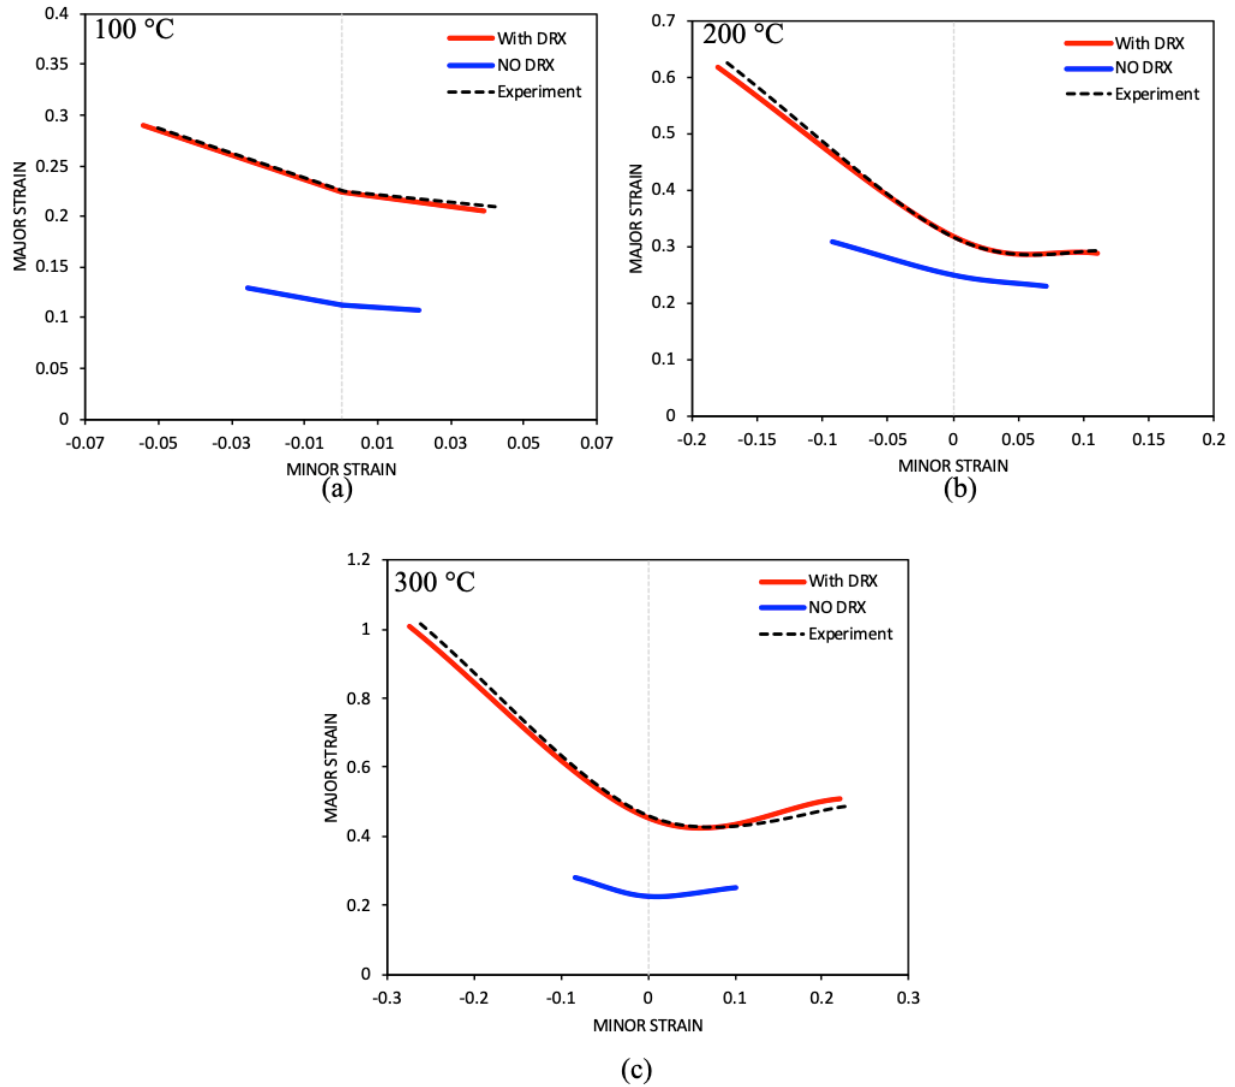 100 °C
With DRX
NO DRX
Experiment
0.4
0.35
0.3
0.25
0.2
0.15
0.1
0.05
0
MAJOR STRAIN
-0.07 -0.05 -0.03 -0.01 0.01 0.03 0.05 0.07
MINOR STRAIN
(a)
200 °C
With DRX
NO DRX
Experiment
0.7
0.6
0.5
0.4
0.3
0.2
0.1
0
MAJOR STRAIN
-0.2 -0.15 -0.1 -0.05 0 0.05 0.1 0.15 0.2
MINOR STRAIN
(b)
300 °C
With DRX
NO DRX
Experiment
1.2
1
0.8
0.6
0.4
0.2
0
MAJOR STRAIN
-0.3 -0.2 -0.1 0 0.1 0.2 0.3
MINOR STRAIN
(c)